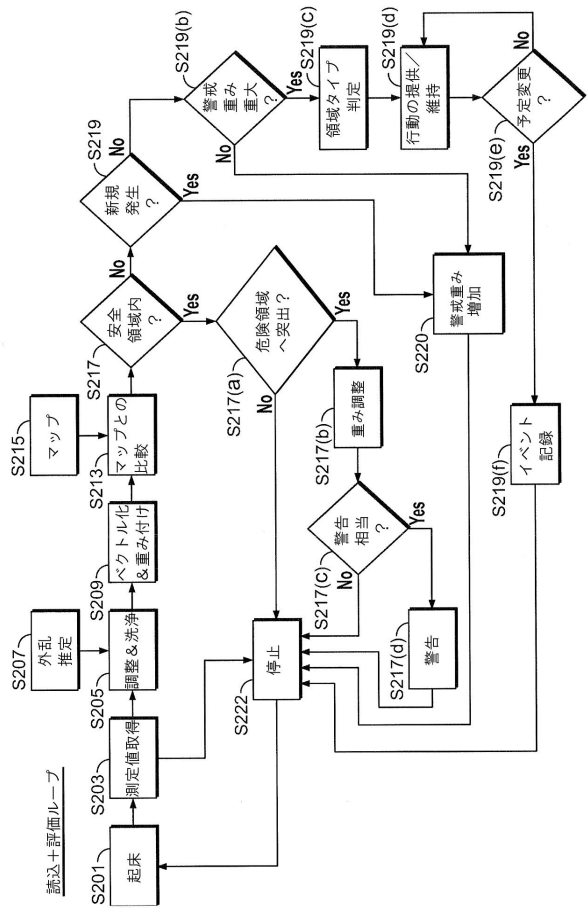 読込+評価ループ
S201
起床
S203
測定値取得
S207
外乱
推定
S205
調整&洗浄
S209
ベクトル化
&重み付け
S215
マップ
S213
マップとの
比較
S217
安全
領域内
?
No
Yes
S219
新規
発生
?
No
Yes
S219(b)
警戒
重み
重大
?
Yes
No
S219(c)
領域タイプ
判定
S219(d)
行動の提供/
維持
S219(e)
予定変更
?
No
Yes
S217(a)
危険領域
へ突出?
No
Yes
S217(b)
重み調整
S217(c)
警告
相当
?
No
Yes
S217(d)
警告
S220
警戒重み
増加
S219(f)
イベント
記録
S222
停止